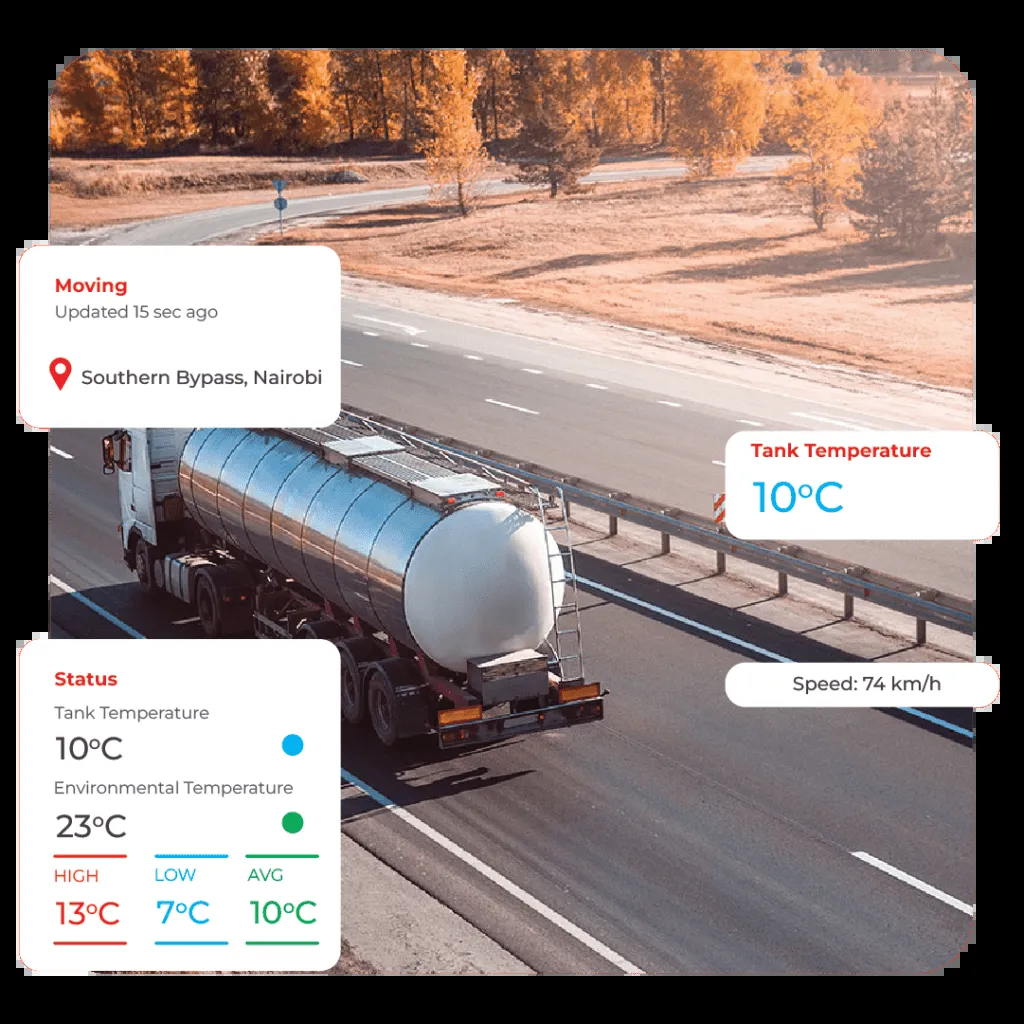 Moving
Updated 15 sec ago
Southern Bypass, Nairobi
Tank Temperature
10°C
Speed: 74 km/h
Status
Tank Temperature
10°C
Environmental Temperature
23°C
HIGH LOW AVG
13°C 7°C 10°C